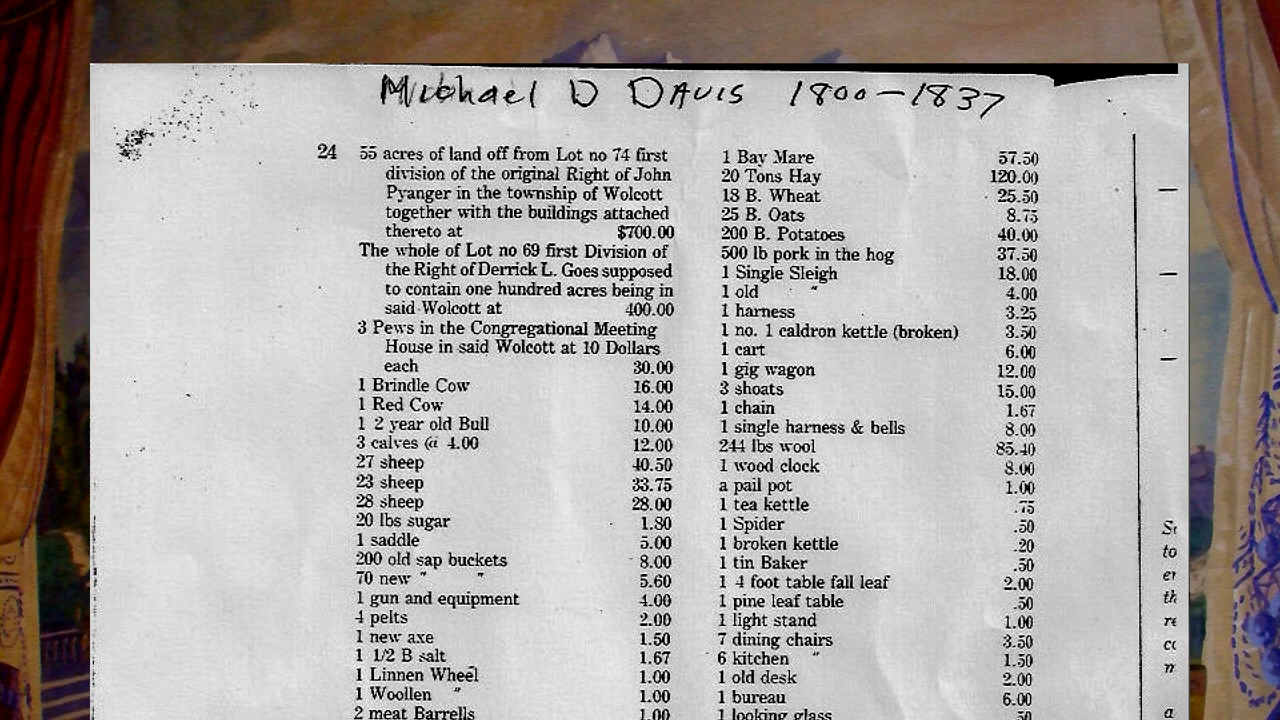 Michael D Davis 1800-1837
24 55 acres of land off from Lot no 74 first
division of the original Right of John
Pyanger in the township of Wolcott
together with the buildings attached
thereto at $700.00
The whole of Lot no 69 first Division of
the Right of Derrick L. Goes supposed
to contain one hundred acres being in
said Wolcott at 400.00
3 Pews in the Congregational Meeting
House in said Wolcott at 10 Dollars
each 30.00
1 Brindle Cow 16.00
1 Red Cow 14.00
1 2 year old Bull 10.00
3 calves @ 4.00 12.00
27 sheep 40.50
23 sheep 33.75
28 sheep 28.00
20 lbs sugar 1.80
1 saddle 5.00
200 old sap buckets 8.00
70 new " " 5.60
1 gun and equipment 4.00
4 pelts 2.00
1 new axe 1.50
1 1/2 B salt 1.67
1 Linnen Wheel 1.00
1 Woollen " 1.00
2 meat Barrells 1.00
1 Bay Mare 57.50
20 Tons Hay 120.00
18 B. Wheat 25.50
25 B. Oats 8.75
200 B. Potatoes 40.00
500 lb pork in the hog 37.50
1 Single Sleigh 18.00
1 old " 4.00
1 harness 3.25
1 no. 1 caldron kettle (broken) 3.50
1 cart 6.00
1 gig wagon 12.00
3 shoats 15.00
1 chain 1.67
1 single harness & bells 8.00
244 lbs wool 85.40
1 wood clock 8.00
a pail pot 1.00
1 tea kettle .75
1 Spider .50
1 broken kettle .20
1 tin Baker .50
1 4 foot table fall leaf 2.00
1 pine leaf table .50
1 light stand 1.00
7 dining chairs 3.50
6 kitchen " 1.50
1 old desk 2.00
1 bureau 6.00
1 looking glass .50
to